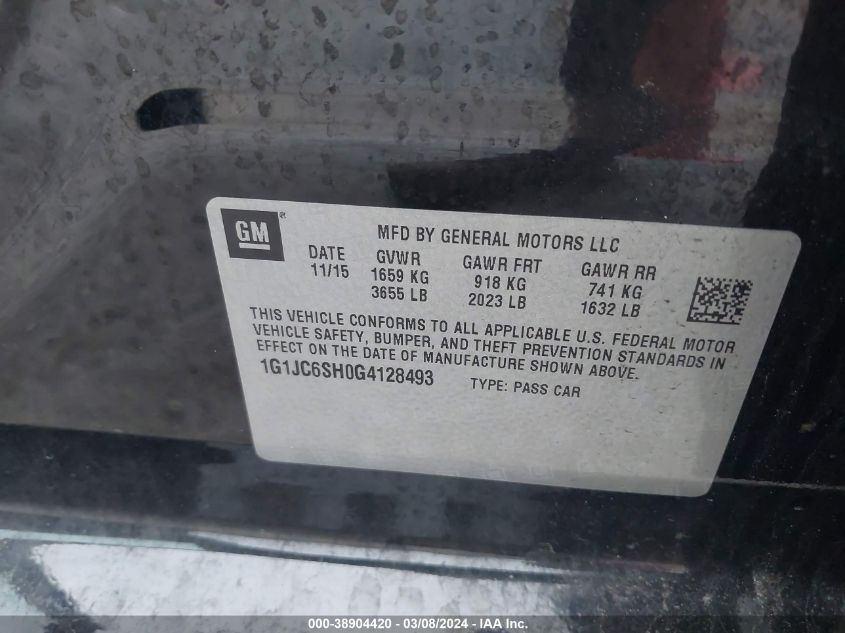 GM®
MFD BY GENERAL MOTORS LLC
DATE GVWR GAWR FRT GAWR RR
11/15 1659 KG 918 KG 741 KG
3655 LB 2023 LB 1632 LB
THIS VEHICLE CONFORMS TO ALL APPLICABLE U.S. FEDERAL MOTOR
VEHICLE SAFETY, BUMPER, AND THEFT PREVENTION STANDARDS IN
EFFECT ON THE DATE OF MANUFACTURE SHOWN ABOVE.
1G1JC6SH0G4128493 TYPE: PASS CAR
000-38904420 - 03/08/2024 - IAA Inc.